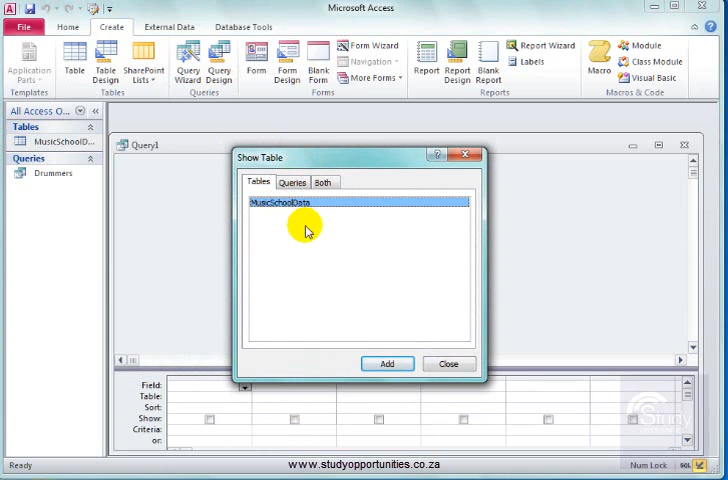 Microsoft Access
File Home Create External Data Database Tools
Application Parts
Table
Table Design
SharePoint Lists
Query Wizard
Query Design
Form
Form Design
Blank Form
Form Wizard
Navigation
More Forms
Report
Report Design
Blank Report
Report Wizard
Labels
Macro
Module
Class Module
Visual Basic
Templates Tables Queries Forms Reports Macros & Code
All Access O...
Tables
MusicSchoolD...
Queries
Drummers
Query1
Show Table
Tables Queries Both
MusicSchoolData
Add Close
Field:
Table:
Sort:
Show:
Criteria:
or:
Study
Ready
www.studyopportunities.co.za
Num Lock
SQL